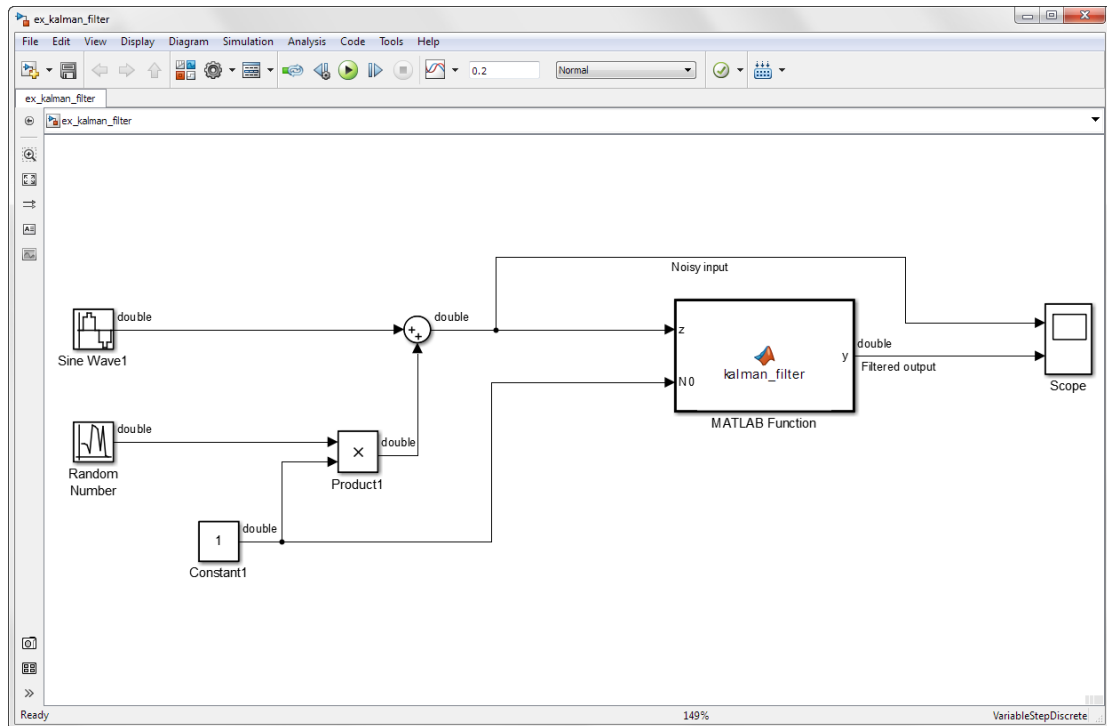 ex_kalman_filter
File Edit View Display Diagram Simulation Analysis Code Tools Help
0.2 Normal
ex_kalman_filter
ex_kalman_filter
Noisy input
double
Sine Wave1
double
z
N0
kalman_filter
y
MATLAB Function
double
Filtered output
Scope
double
Random
Number
×
Product1
double
1
double
Constant1
Ready 149% VariableStepDiscrete